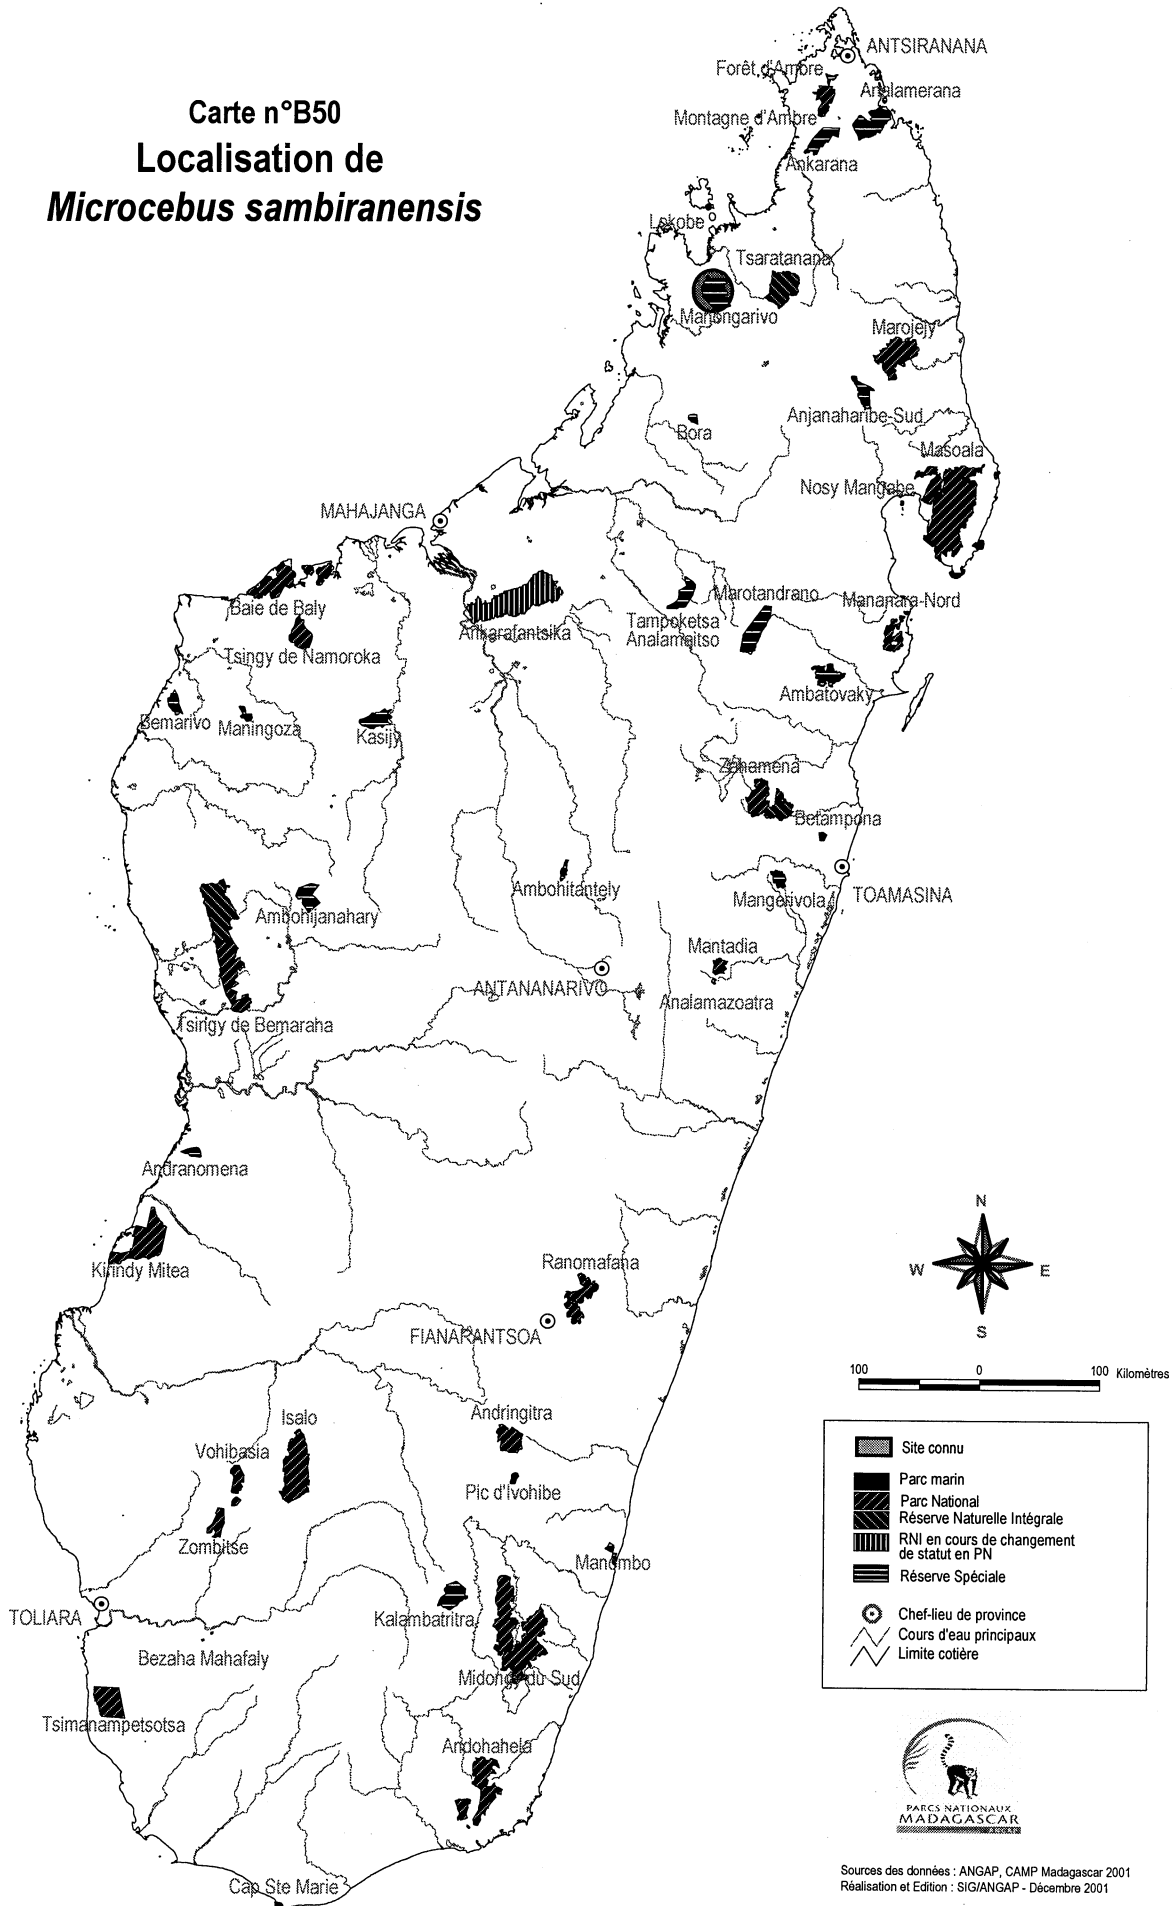 Carte n°B50
Localisation de
Microcebus sambiranensis
ANTSIRANANA
Forêt d'Ambre
Analamerana
Montagne d'Ambre
Ankarana
Lokobe
Tsaratanana
Manongarivo
Marojejy
Anjanaharibe-Sud
Bora
Masoala
Nosy Mangabe
MAHAJANGA
Baie de Baly
Ankarafantsika
Marotandrano
Mananara-Nord
Tampoketsa
Analamaitso
Tsingy de Namoroka
Ambatovaky
Bemarivo
Maningoza
Kasijy
Zahamena
Betampona
Ambohitantely
Mangerivola
TOAMASINA
Ambohijanahary
Mantadia
ANTANANARIVO
Analamazoatra
Tsingy de Bemaraha
Andranomena
Kirindy Mitea
Ranomafana
FIANARANTSOA
Andringitra
Isalo
Vohibasia
Pic d'Ivohibe
Zombitse
Manombo
TOLIARA
Kalambatritra
Bezaha Mahafaly
Midongy du Sud
Tsimanampetsotsa
Andohahela
Cap Ste Marie
N
W
E
S
100
0
100 Kilomètres
Site connu
Parc marin
Parc National
Réserve Naturelle Intégrale
RNI en cours de changement
de statut en PN
Réserve Spéciale
Chef-lieu de province
Cours d'eau principaux
Limite cotière
PARCS NATIONAUX
MADAGASCAR
ANGAP
Sources des données : ANGAP, CAMP Madagascar 2001
Réalisation et Edition : SIG/ANGAP - Décembre 2001